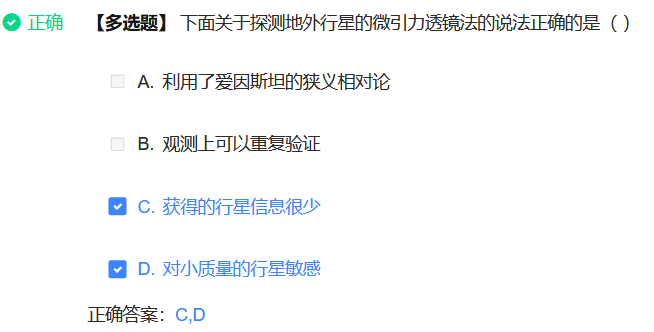 正确 【多选题】 下面关于探测地外行星的微引力透镜法的说法正确的是（ ）
A. 利用了爱因斯坦的狭义相对论
B. 观测上可以重复验证
C. 获得的行星信息很少
D. 对小质量的行星敏感
正确答案：C,D